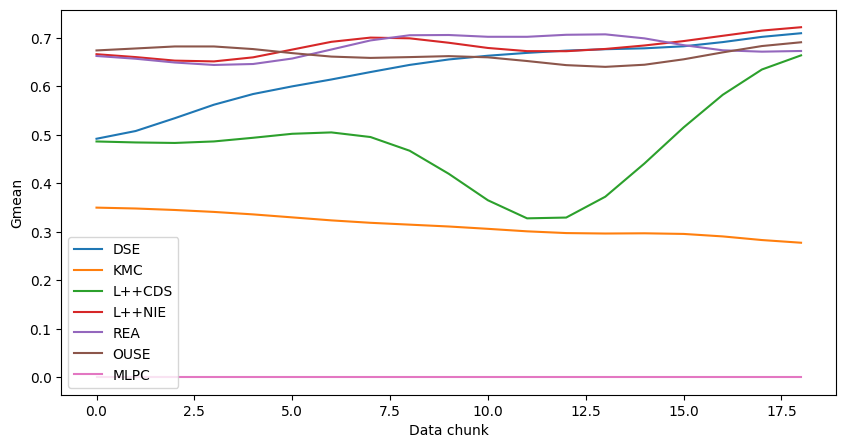 Gmean
0.7
0.6
0.5
0.4
0.3
0.2
0.1
0.0
DSE
KMC
L++CDS
L++NIE
REA
OUSE
MLPC
0.0 2.5 5.0 7.5 10.0 12.5 15.0 17.5
Data chunk